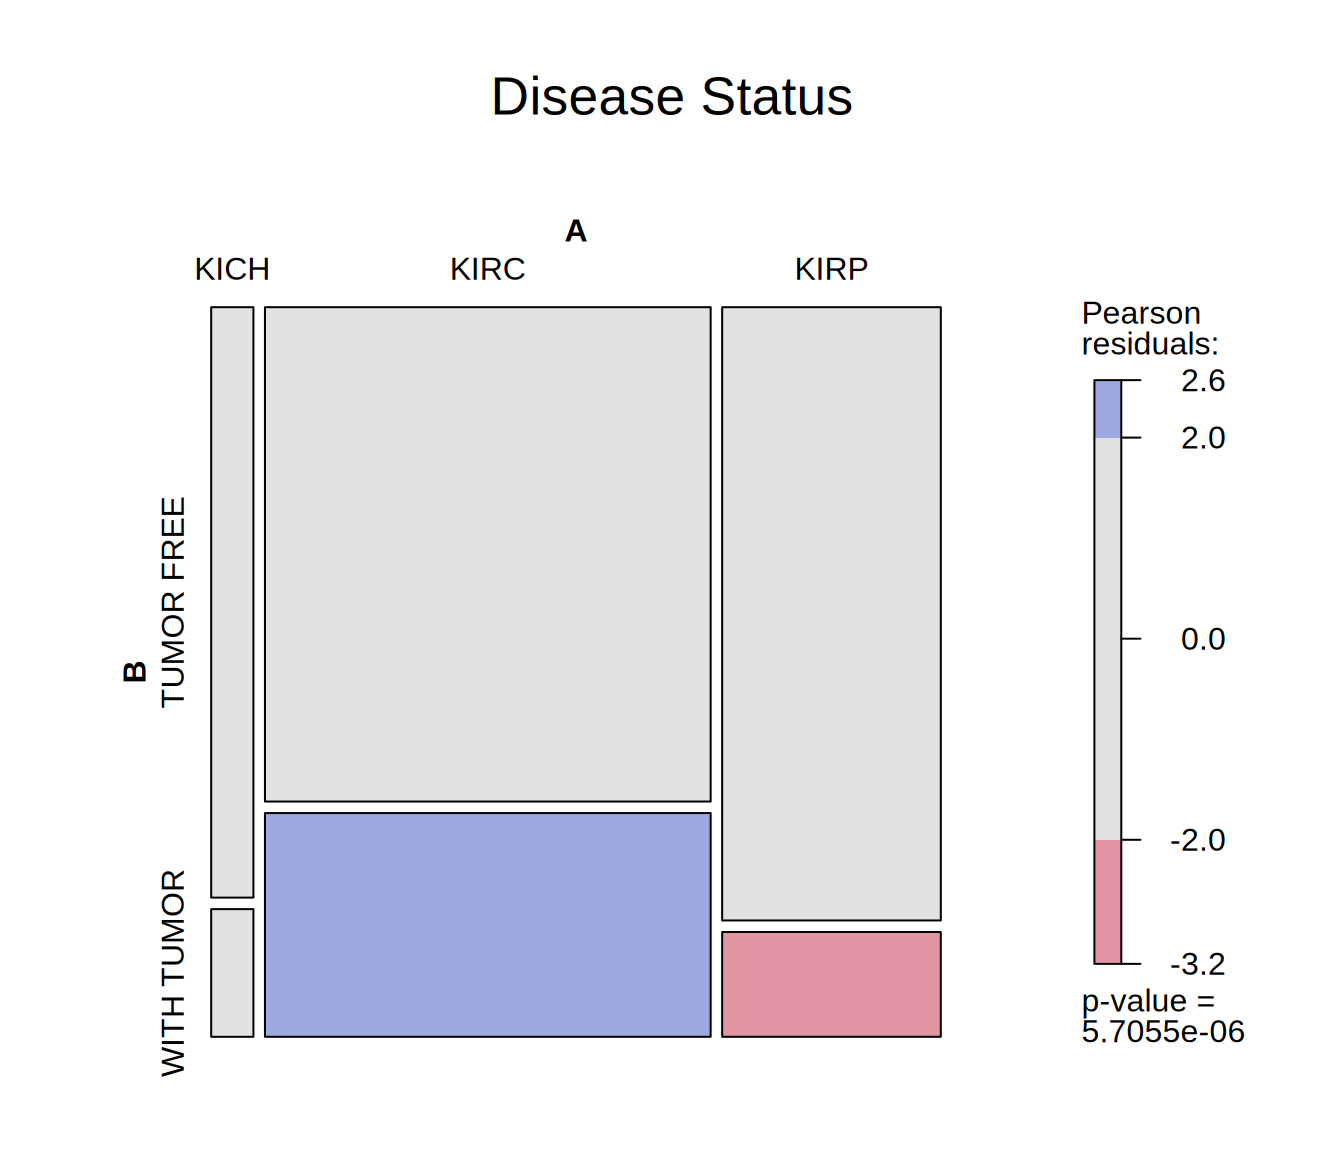 Disease Status
A
KICH KIRC KIRP
B
TUMOR FREE
WITH TUMOR
Pearson
residuals:
2.6
2.0
0.0
-2.0
-3.2
p-value =
5.7055e-06